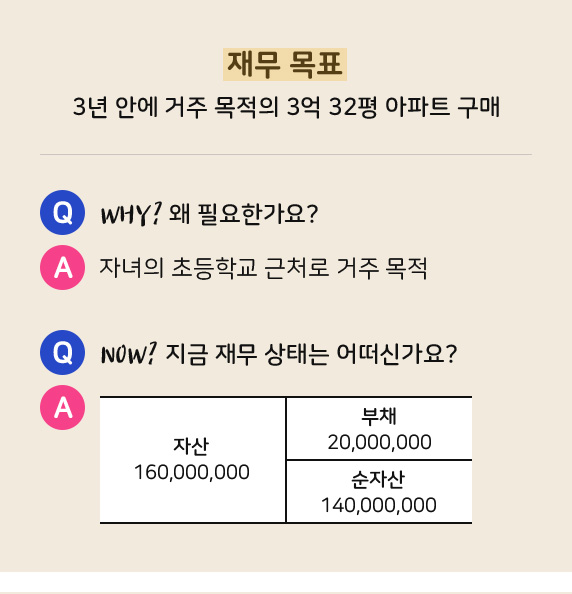 재무 목표
3년 안에 거주 목적의 3억 32평 아파트 구매
Q WHY? 왜 필요한가요?
A 자녀의 초등학교 근처로 거주 목적
Q NOW? 지금 재무 상태는 어떠신가요?
A
자산
160,000,000
부채
20,000,000
순자산
140,000,000